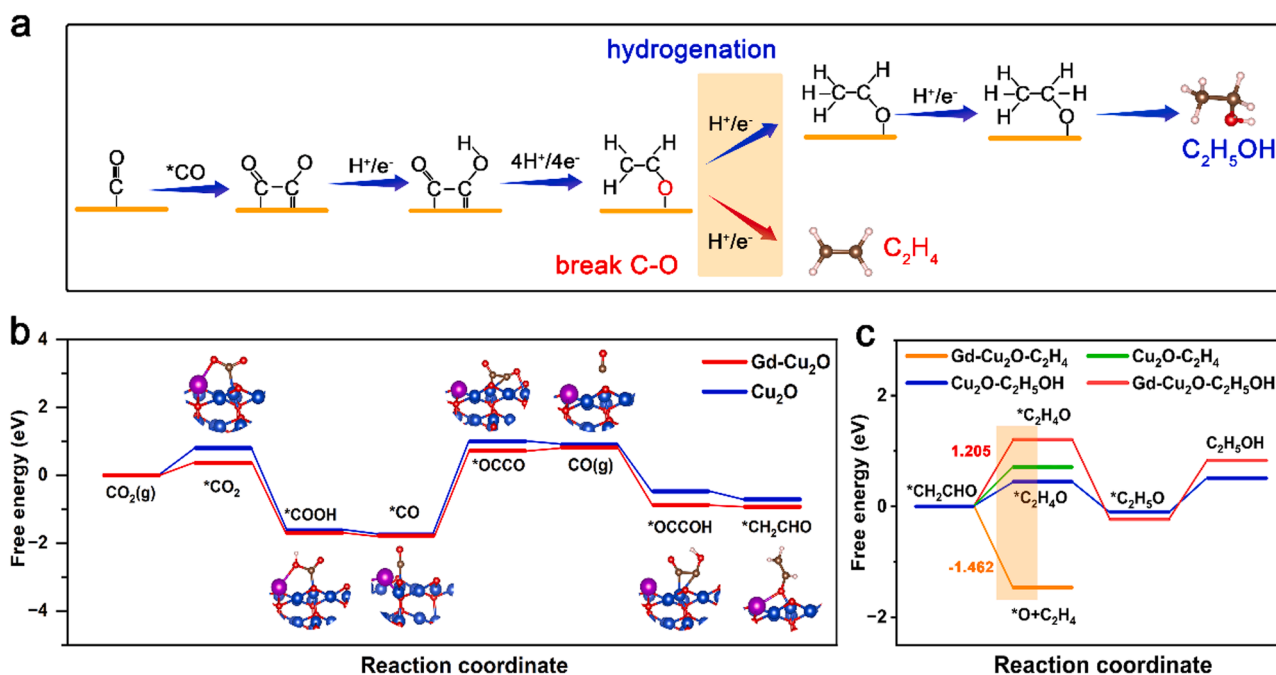 a
hydrogenation
H H
H–C–C
H O
H⁺/e⁻
H H
H–C–C–H
H O
C₂H₅OH
O
C
*CO
O O
C–C
H⁺/e⁻
H
O O
C–C
4H⁺/4e⁻
H H
C–C
H O
H⁺/e⁻
H⁺/e⁻
break C-O
C₂H₄
b
Free energy (eV)
4
2
0
−2
−4
Gd-Cu₂O
Cu₂O
CO₂(g)
*CO₂
*COOH
*CO
*OCCO
CO(g)
*OCCOH
*CH₂CHO
Reaction coordinate
c
Free energy (eV)
2
0
−2
Gd-Cu₂O-C₂H₄
Cu₂O-C₂H₄
Cu₂O-C₂H₅OH
Gd-Cu₂O-C₂H₅OH
*C₂H₄O
1.205
C₂H₅OH
*CH₂CHO
*C₂H₄O
*C₂H₅O
-1.462
*O+C₂H₄
Reaction coordinate